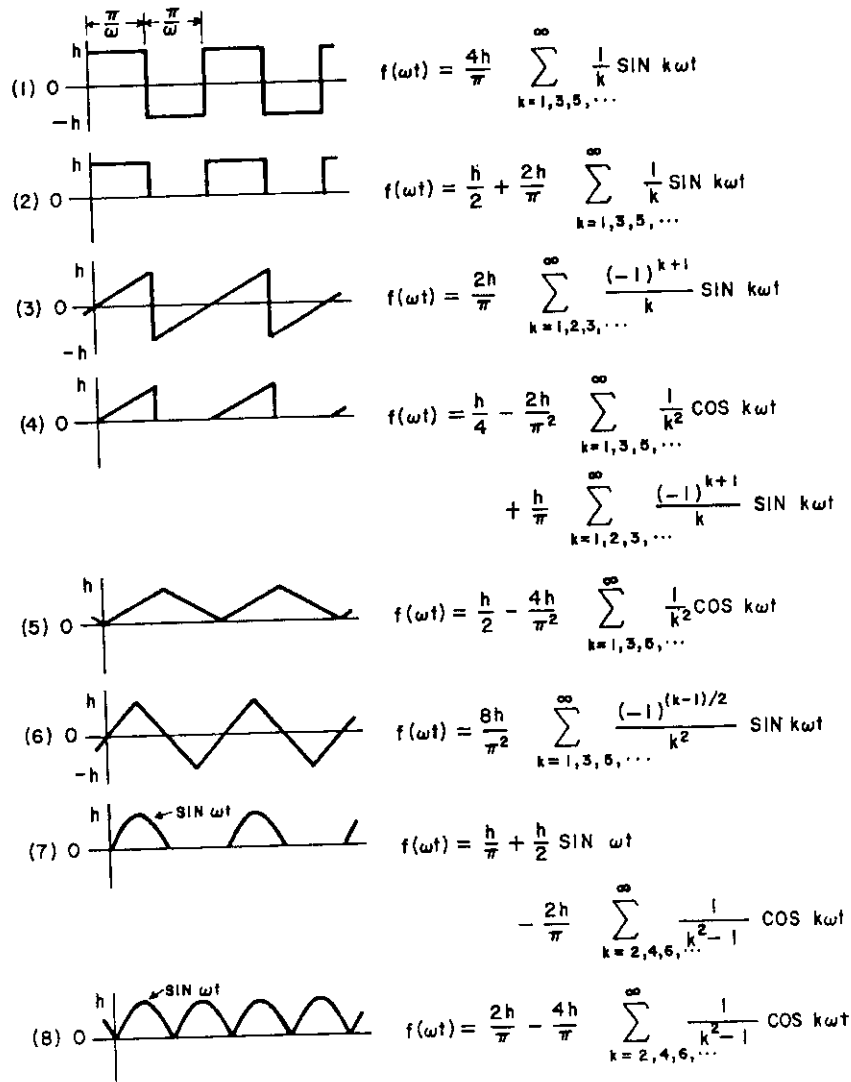 π/ω π/ω
h
(1) 0
-h
f(ωt) = 4h/π ∞∑k=1,3,5,··· 1/k SIN kωt
h
(2) 0
f(ωt) = h/2 + 2h/π ∞∑k=1,3,5,··· 1/k SIN kωt
h
(3) 0
-h
f(ωt) = 2h/π ∞∑k=1,2,3,··· (-1)^(k+1)/k SIN kωt
h
(4) 0
f(ωt) = h/4 - 2h/π² ∞∑k=1,3,5,··· 1/k² COS kωt
+ h/π ∞∑k=1,2,3,··· (-1)^(k+1)/k SIN kωt
h
(5) 0
f(ωt) = h/2 - 4h/π² ∞∑k=1,3,5,··· 1/k² COS kωt
h
(6) 0
-h
f(ωt) = 8h/π² ∞∑k=1,3,5,··· (-1)^((k-1)/2)/k² SIN kωt
h
SIN ωt
(7) 0
f(ωt) = h/π + h/2 SIN ωt
- 2h/π ∞∑k=2,4,6,··· 1/(k²-1) COS kωt
h
SIN ωt
(8) 0
f(ωt) = 2h/π - 4h/π ∞∑k=2,4,6,··· 1/(k²-1) COS kωt